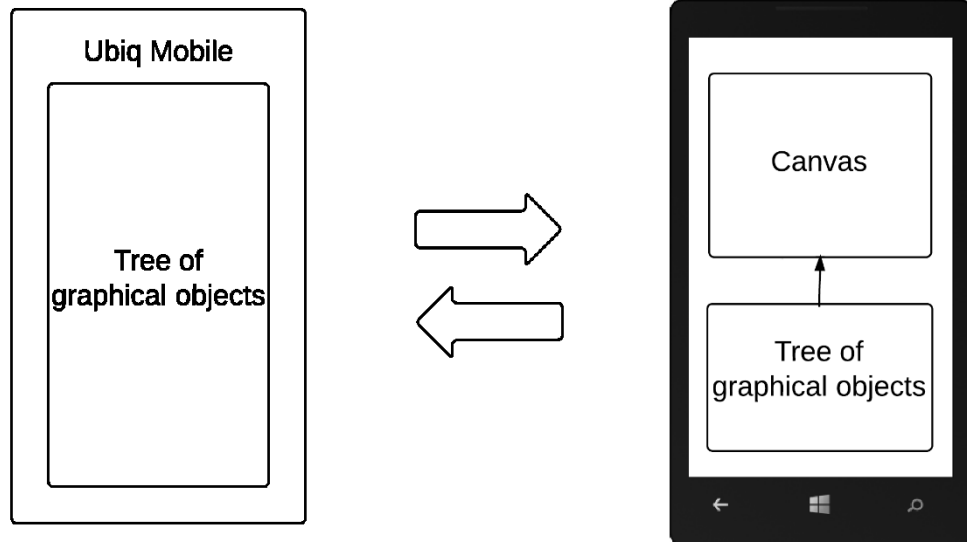 Ubiq Mobile
Tree of
graphical objects
Canvas
Tree of
graphical objects